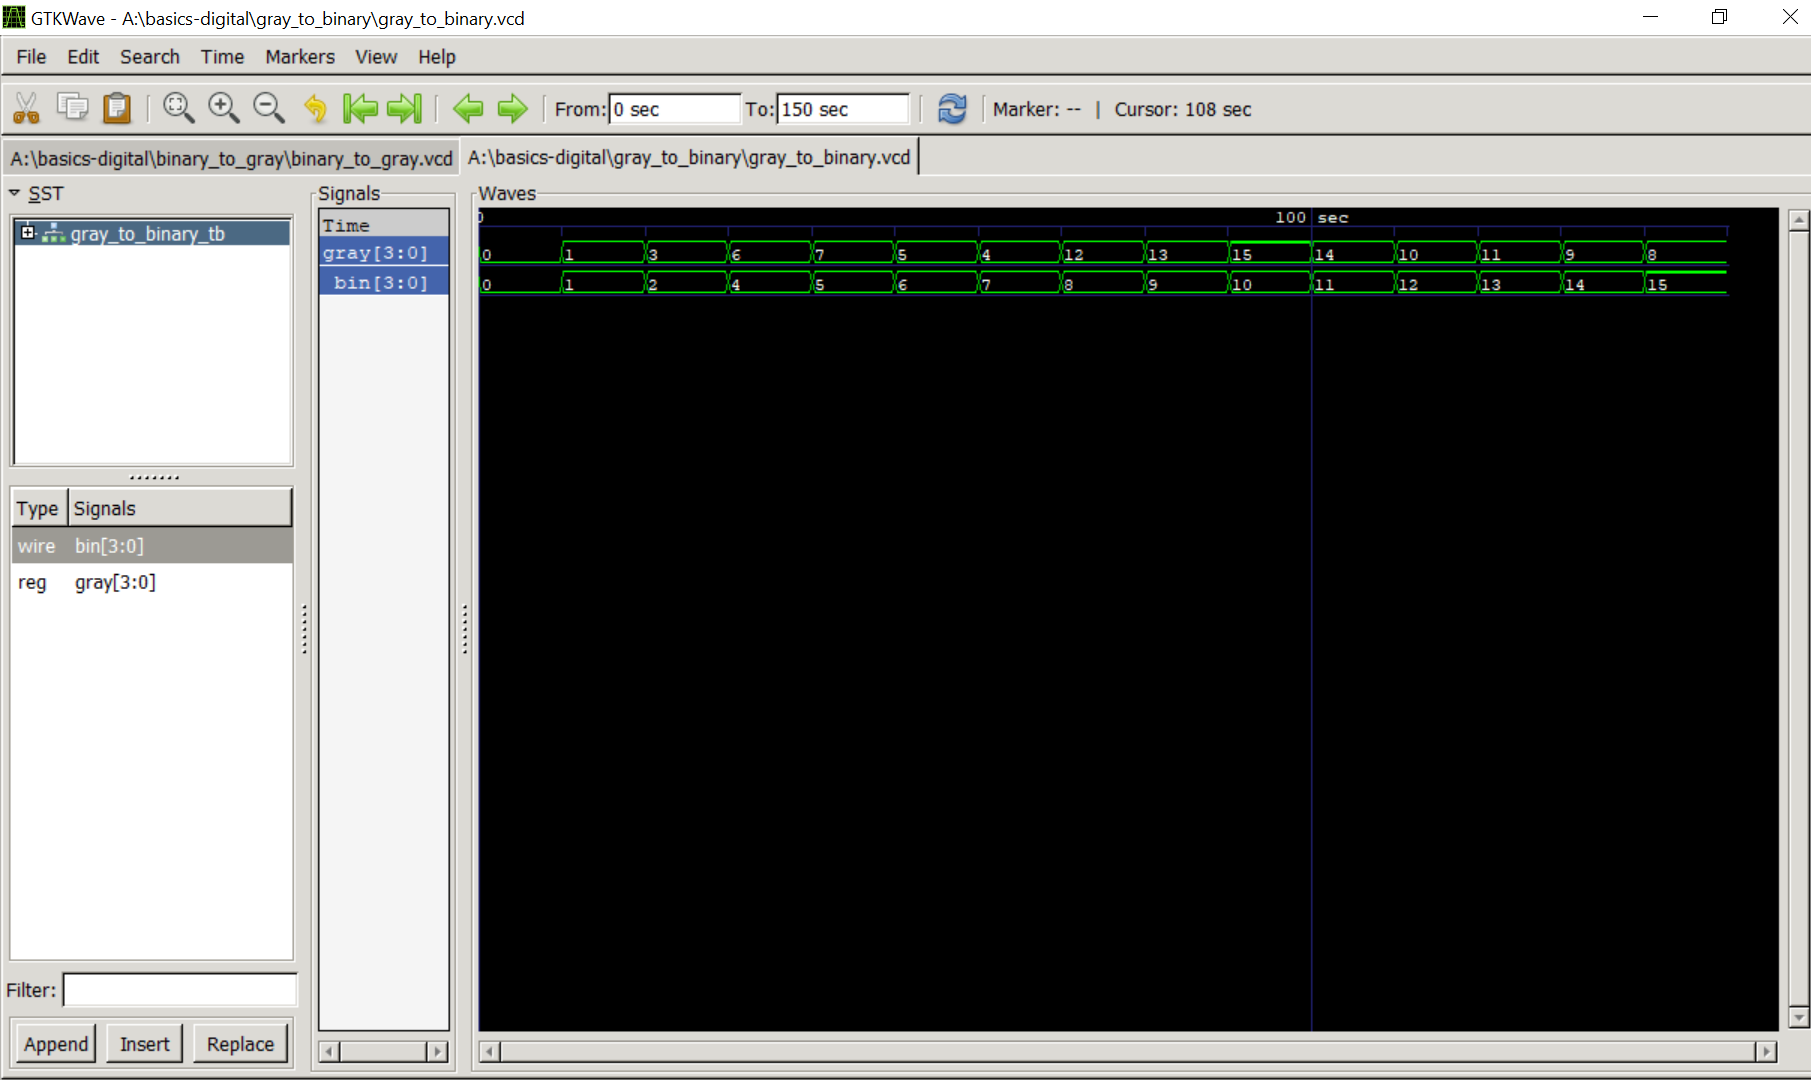 GTKWave - A:\basics-digital\gray_to_binary\gray_to_binary.vcd
File Edit Search Time Markers View Help
From: 0 sec To: 150 sec Marker: -- | Cursor: 108 sec
A:\basics-digital\binary_to_gray\binary_to_gray.vcd A:\basics-digital\gray_to_binary\gray_to_binary.vcd
SST
gray_to_binary_tb
Type Signals
wire bin[3:0]
reg gray[3:0]
Filter:
Append Insert Replace
Signals
Time
gray[3:0]
bin[3:0]
Waves
0 100 sec
0 1 3 6 7 5 4 12 13 15 14 10 11 9 8
0 1 2 4 5 6 7 8 9 10 11 12 13 14 15